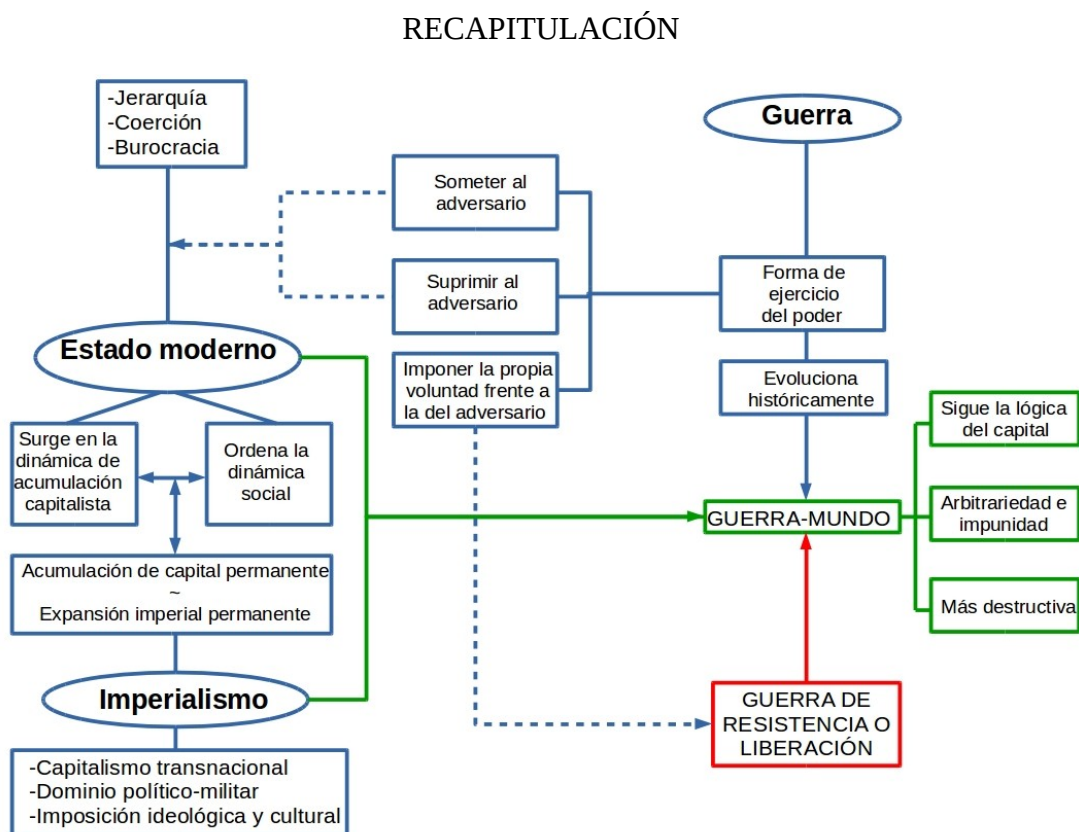 RECAPITULACIÓN
-Jerarquía
-Coerción
-Burocracia
Guerra
Someter al
adversario
Suprimir al
adversario
Imponer la propia
voluntad frente a
la del adversario
Forma de
ejercicio
del poder
Evoluciona
históricamente
Estado moderno
Surge en la
dinámica de
acumulación
capitalista
Ordena la
dinámica
social
Sigue la lógica
del capital
GUERRA-MUNDO
Arbitrariedad e
impunidad
Más destructiva
Acumulación de capital permanente
~
Expansión imperial permanente
Imperialismo
GUERRA DE
RESISTENCIA O
LIBERACIÓN
-Capitalismo transnacional
-Dominio político-militar
-Imposición ideológica y cultural